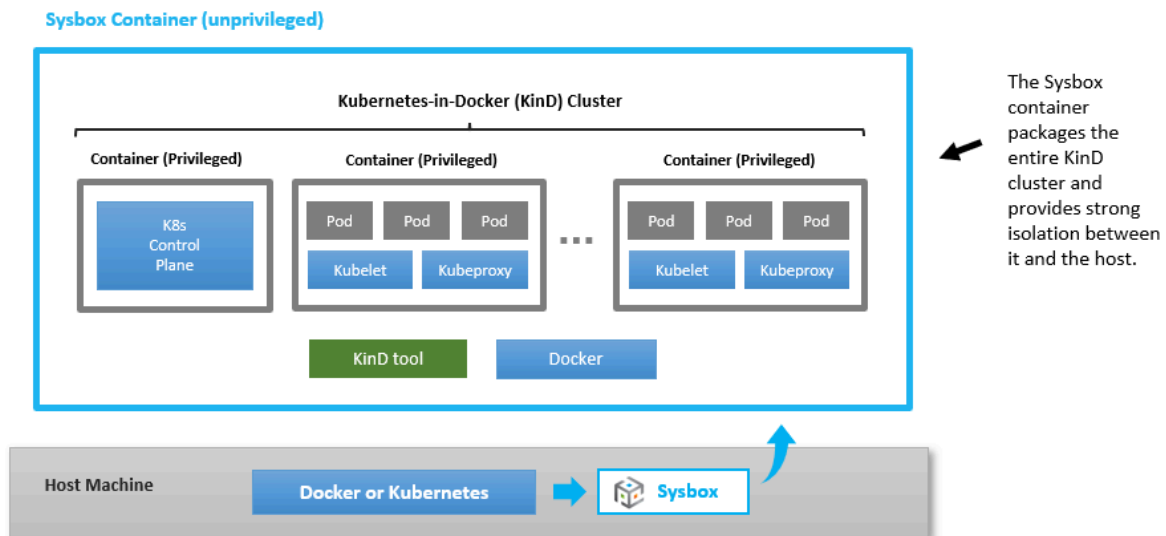 Sysbox Container (unprivileged)
Kubernetes-in-Docker (KinD) Cluster
Container (Privileged)
Container (Privileged)
Container (Privileged)
K8s
Control
Plane
Pod
Pod
Pod
Kubelet
Kubeproxy
...
Pod
Pod
Pod
Kubelet
Kubeproxy
KinD tool
Docker
The Sysbox
container
packages the
entire KinD
cluster and
provides strong
isolation between
it and the host.
Host Machine
Docker or Kubernetes
Sysbox